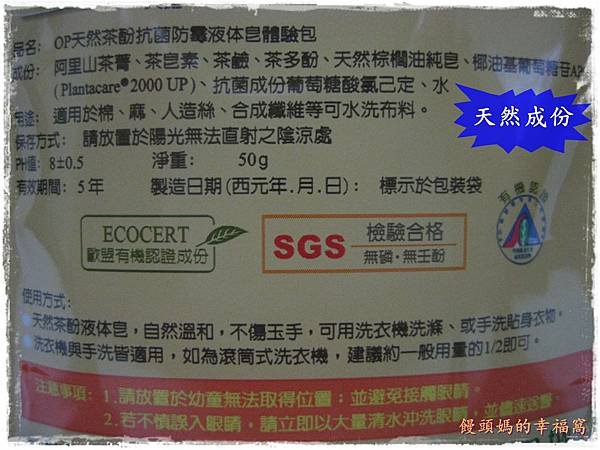 品名: OP天然茶酚抗菌防霉液体皂體驗包
成份: 阿里山茶菁、茶皂素、茶鹼、茶多酚、天然棕櫚油純皂、椰油基葡萄糖苷AP
(Plantacare®2000 UP)、抗菌成份葡萄糖酸氯己定、水
用途: 適用於棉、麻、人造絲、合成纖維等可水洗布料。
天然成份
保存方式: 請放置於陽光無法直射之陰涼處
PH值: 8±0.5 淨重: 50g
有效期間: 5年 製造日期(西元年.月.日): 標示於包裝袋
有機認證
ECOCERT
歐盟有機認證成份
SGS 檢驗合格
無磷·無壬酚
使用方式:
天然茶酚液体皂,自然溫和,不傷玉手,可用洗衣機洗滌、或手洗貼身衣物。
洗衣機與手洗皆適用,如為滾筒式洗衣機,建議約一般用量的1/2即可。
注意事項: 1.請放置於幼童無法取得位置;並避免接觸眼睛。
2.若不慎誤入眼睛,請立即以大量清水沖洗眼睛,並儘速
饅頭媽的幸福窩